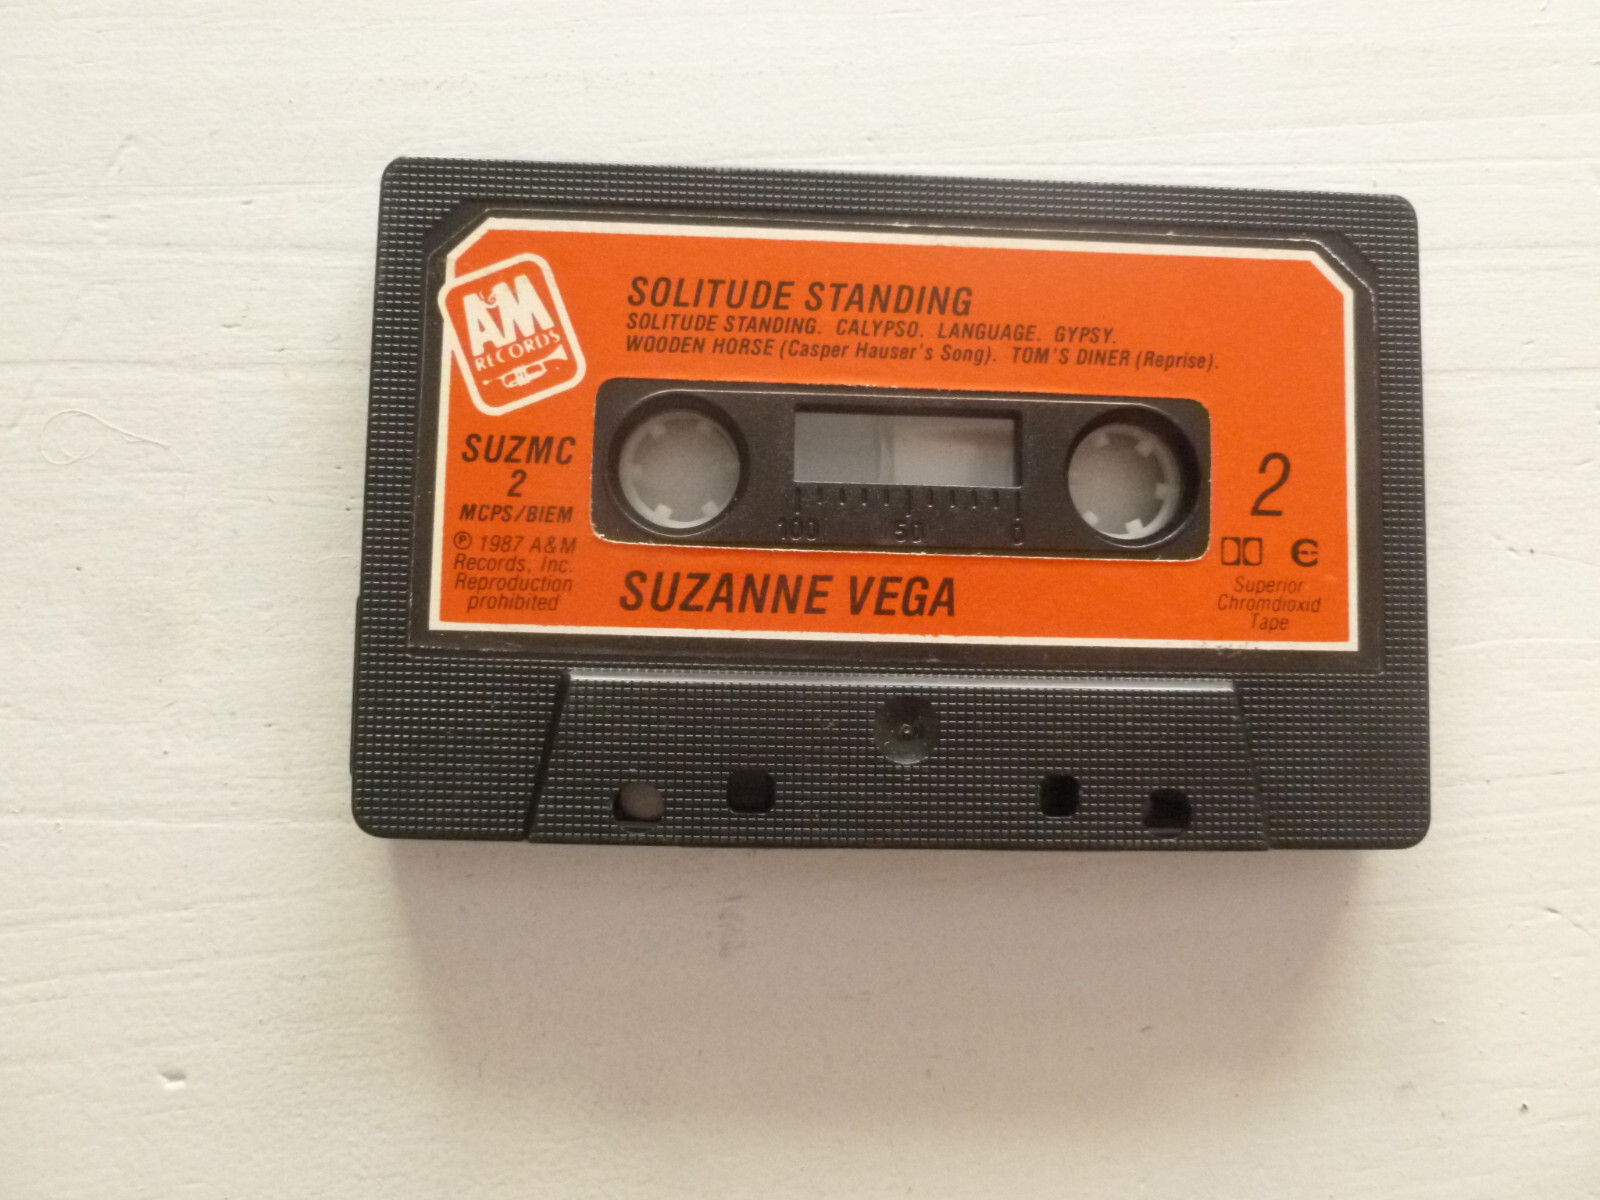 A&M
RECORDS
SOLITUDE STANDING
SOLITUDE STANDING. CALYPSO. LANGUAGE. GYPSY.
WOODEN HORSE (Casper Hauser's Song). TOM'S DINER (Reprise).
SUZMC
2
MCPS/BIEM
℗ 1987 A&M
Records, Inc.
Reproduction
prohibited
100 50 0
SUZANNE VEGA
2
Superior
Chromdioxid
Tape